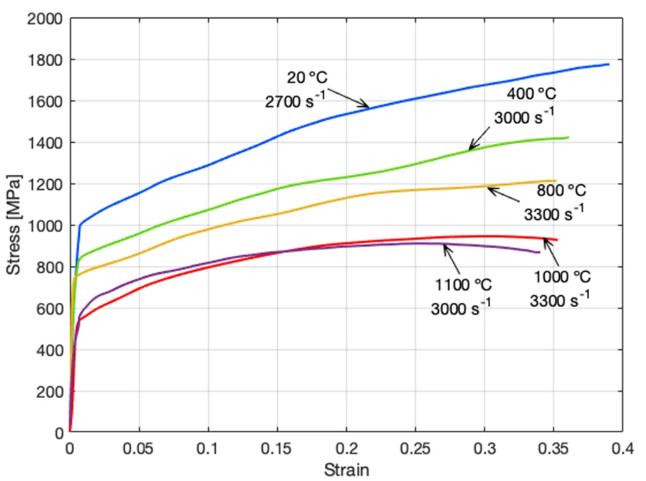 2000
1800
1600
1400
1200
1000
800
600
400
200
0
Stress [MPa]
20 °C
2700 s-1
400 °C
3000 s-1
800 °C
3300 s-1
1100 °C
3000 s-1
1000 °C
3300 s-1
0 0.05 0.1 0.15 0.2 0.25 0.3 0.35 0.4
Strain